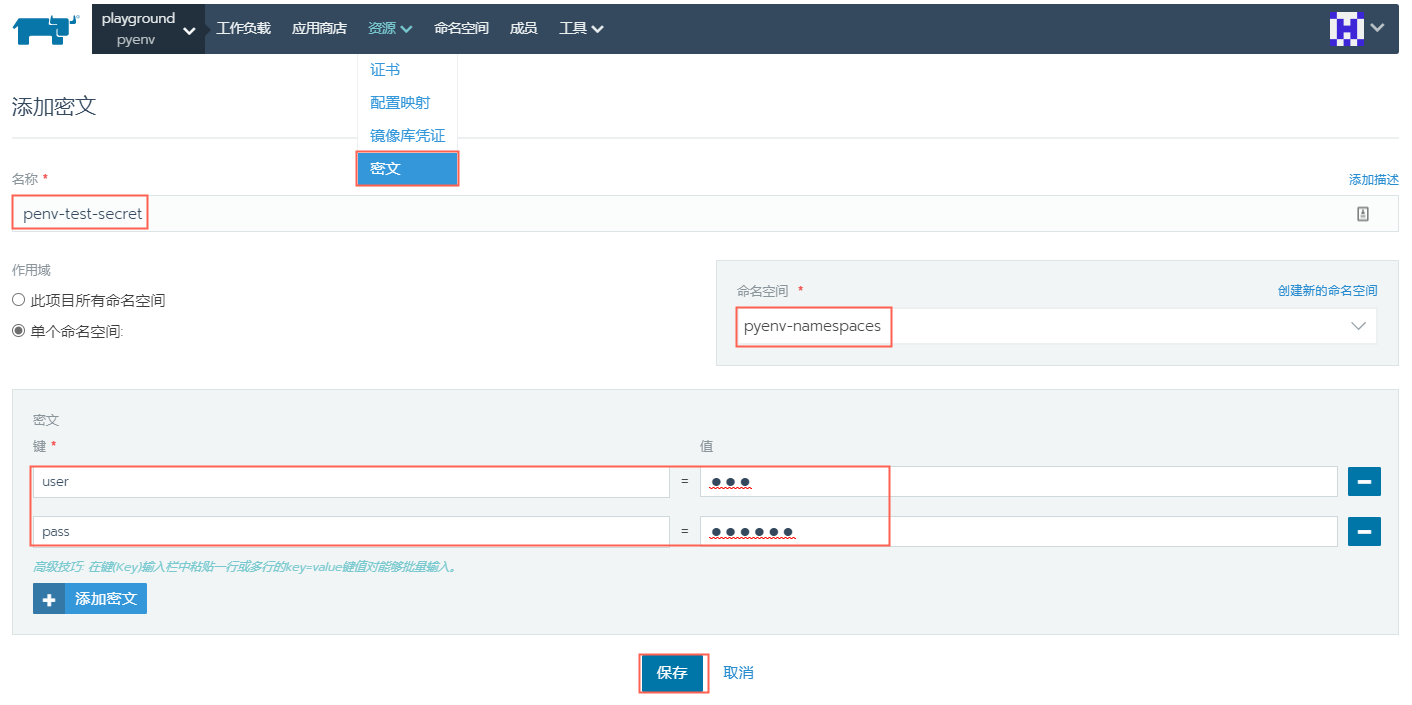 playground
pyenv
工作负载 应用商店 资源 命名空间 成员 工具
证书
配置映射
镜像库凭证
密文
添加密文
名称 * 添加描述
penv-test-secret
作用域
此项目所有命名空间
单个命名空间:
命名空间 * 创建新的命名空间
pyenv-namespaces
密文
键 * 值
user = ●●●
pass = ●●●●●●
高级技巧: 在键(Key)输入栏中粘贴一行或多行的key=value键值对能够批量输入。
添加密文
保存 取消